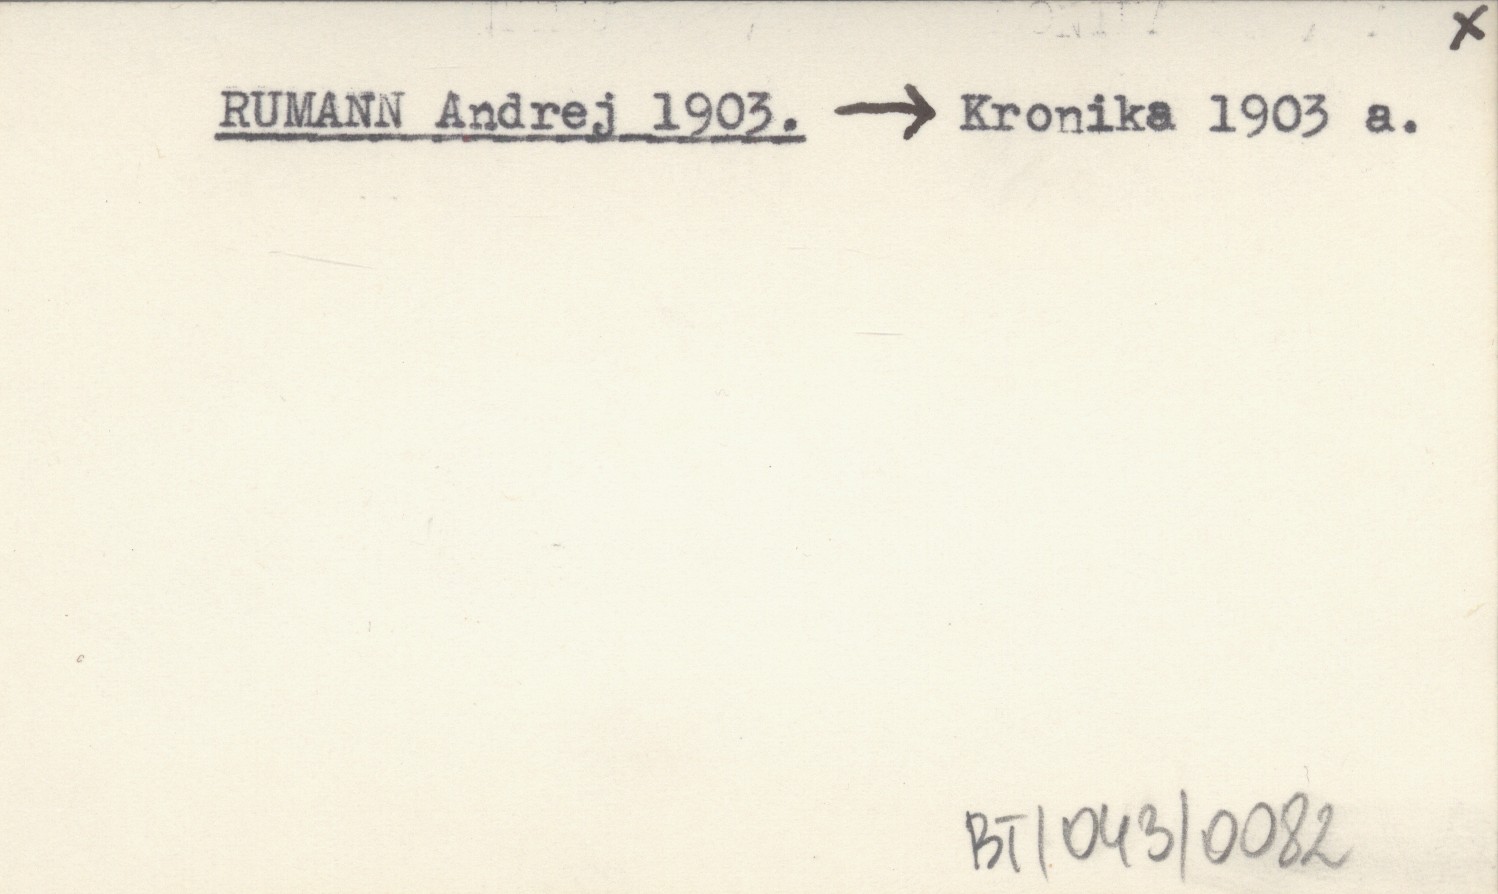 x
RUMANN Andrej 1903. → Kronika 1903 a.
BT/043/0082